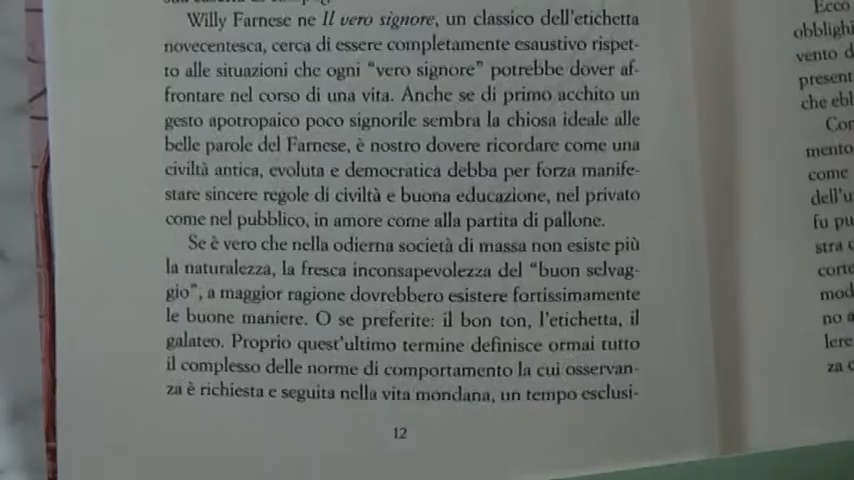 Willy Farnese ne Il vero signore, un classico dell'etichetta
novecentesca, cerca di essere completamente esaustivo rispet-
to alle situazioni che ogni "vero signore" potrebbe dover af-
frontare nel corso di una vita. Anche se di primo acchito un
gesto apotropaico poco signorile sembra la chiosa ideale alle
belle parole del Farnese, è nostro dovere ricordare come una
civiltà antica, evoluta e democratica debba per forza manife-
stare sincere regole di civiltà e buona educazione, nel privato
come nel pubblico, in amore come alla partita di pallone.
Se è vero che nella odierna società di massa non esiste più
la naturalezza, la fresca inconsapevolezza del "buon selvag-
gio", a maggior ragione dovrebbero esistere fortissimamente
le buone maniere. O se preferite: il bon ton, l'etichetta, il
galateo. Proprio quest'ultimo termine definisce ormai tutto
il complesso delle norme di comportamento la cui osservan-
za è richiesta e seguita nella vita mondana, un tempo esclusi-
12
Ecco
obblighi
vento d
present
che ebl
Cor
mento
come
dell'u
fu pu
stra c
corte
mod
no a
lere
za c